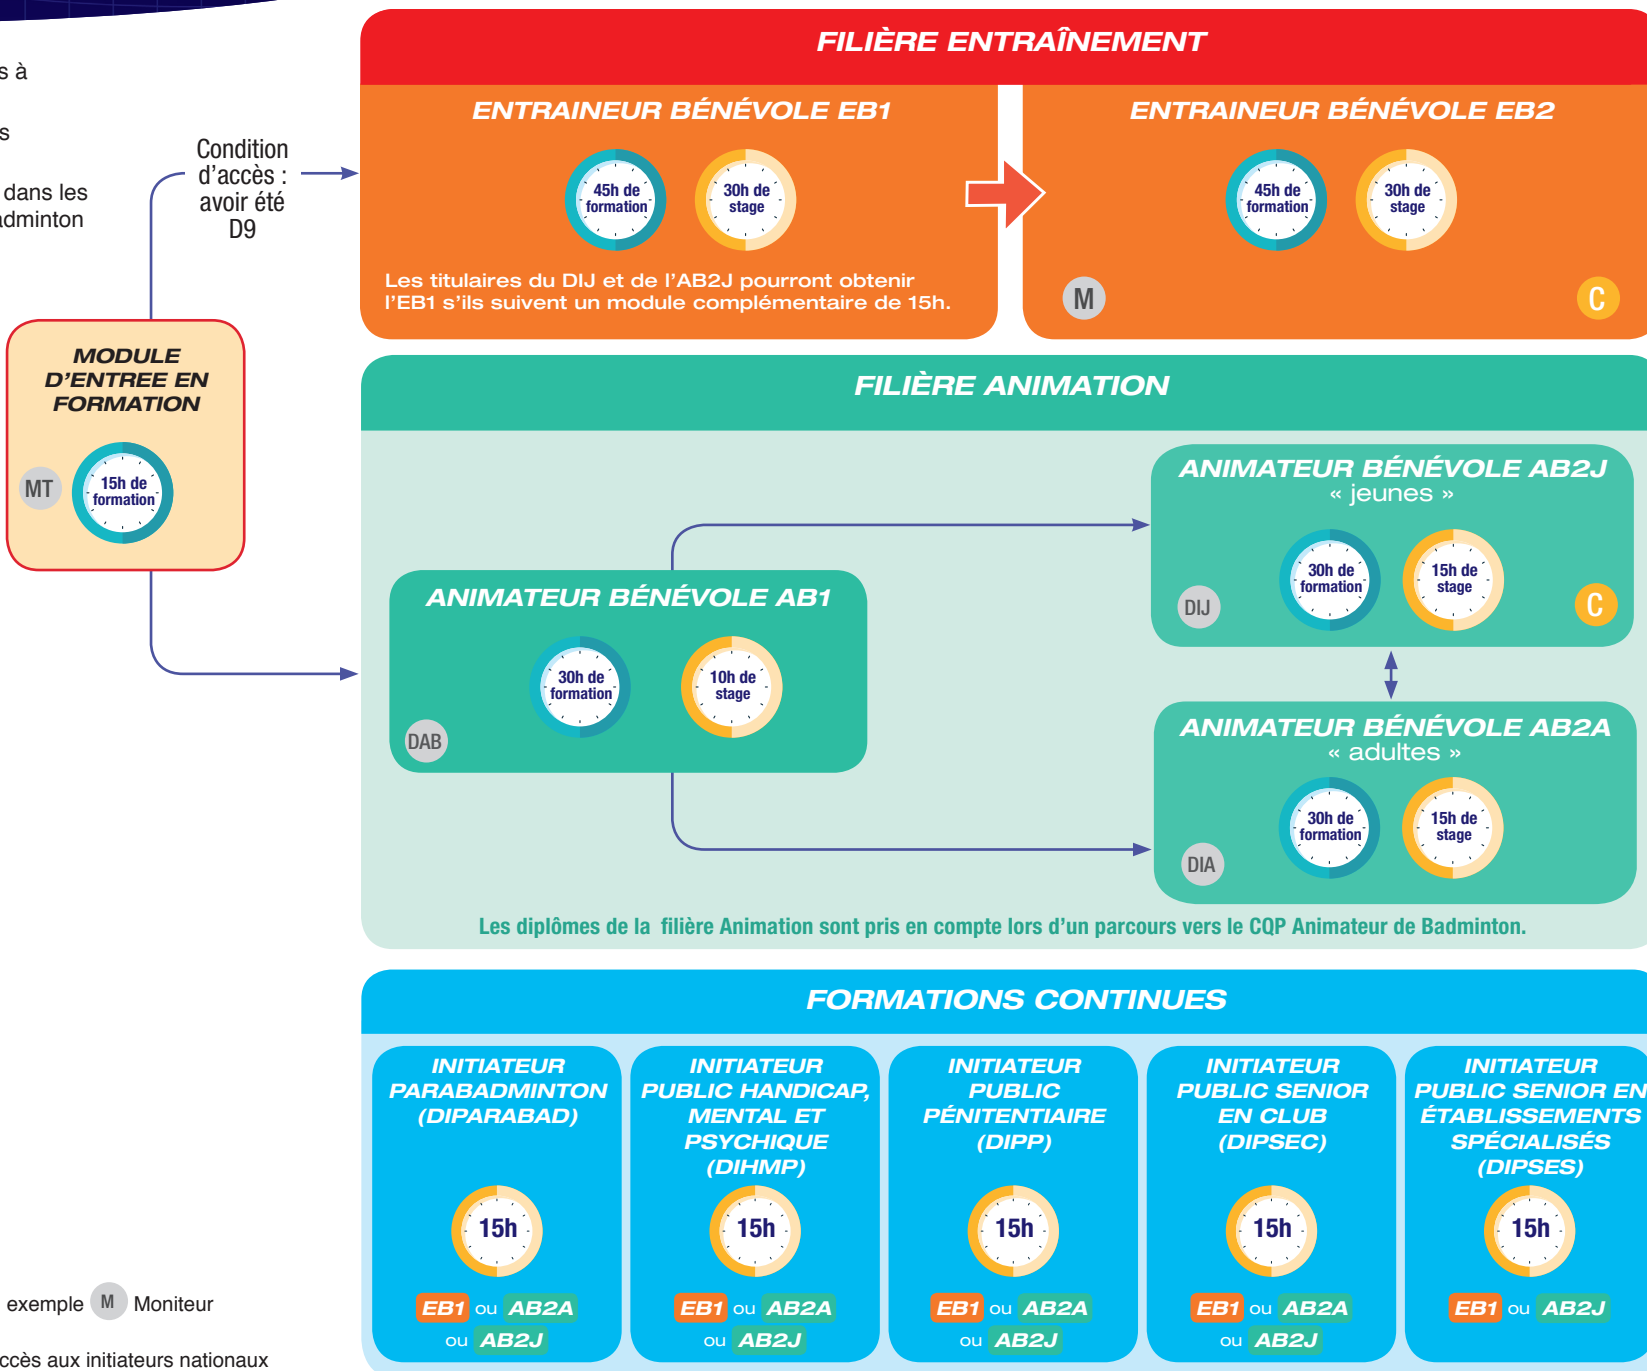 s à
s
dans les
adminton
Condition
d'accès :
avoir été
D9
MODULE
D'ENTREE EN
FORMATION
MT
15h de
formation
FILIÈRE ENTRAÎNEMENT
ENTRAINEUR BÉNÉVOLE EB1
45h de
formation
30h de
stage
Les titulaires du DIJ et de l'AB2J pourront obtenir
l'EB1 s'ils suivent un module complémentaire de 15h.
ENTRAINEUR BÉNÉVOLE EB2
45h de
formation
30h de
stage
M
C
FILIÈRE ANIMATION
ANIMATEUR BÉNÉVOLE AB1
30h de
formation
10h de
stage
DAB
ANIMATEUR BÉNÉVOLE AB2J
« jeunes »
30h de
formation
15h de
stage
DIJ
C
ANIMATEUR BÉNÉVOLE AB2A
« adultes »
30h de
formation
15h de
stage
DIA
Les diplômes de la filière Animation sont pris en compte lors d'un parcours vers le CQP Animateur de Badminton.
FORMATIONS CONTINUES
INITIATEUR
PARABADMINTON
(DIPARABAD)
15h
EB1 ou AB2A
ou AB2J
INITIATEUR
PUBLIC HANDICAP,
MENTAL ET
PSYCHIQUE
(DIHMP)
15h
EB1 ou AB2A
ou AB2J
INITIATEUR
PUBLIC
PÉNITENTIAIRE
(DIPP)
15h
EB1 ou AB2A
ou AB2J
INITIATEUR
PUBLIC SENIOR
EN CLUB
(DIPSEC)
15h
EB1 ou AB2A
ou AB2J
INITIATEUR
PUBLIC SENIOR EN
ÉTABLISSEMENTS
SPÉCIALISÉS
(DIPSES)
15h
EB1 ou AB2J
exemple M Moniteur
ccès aux initiateurs nationaux